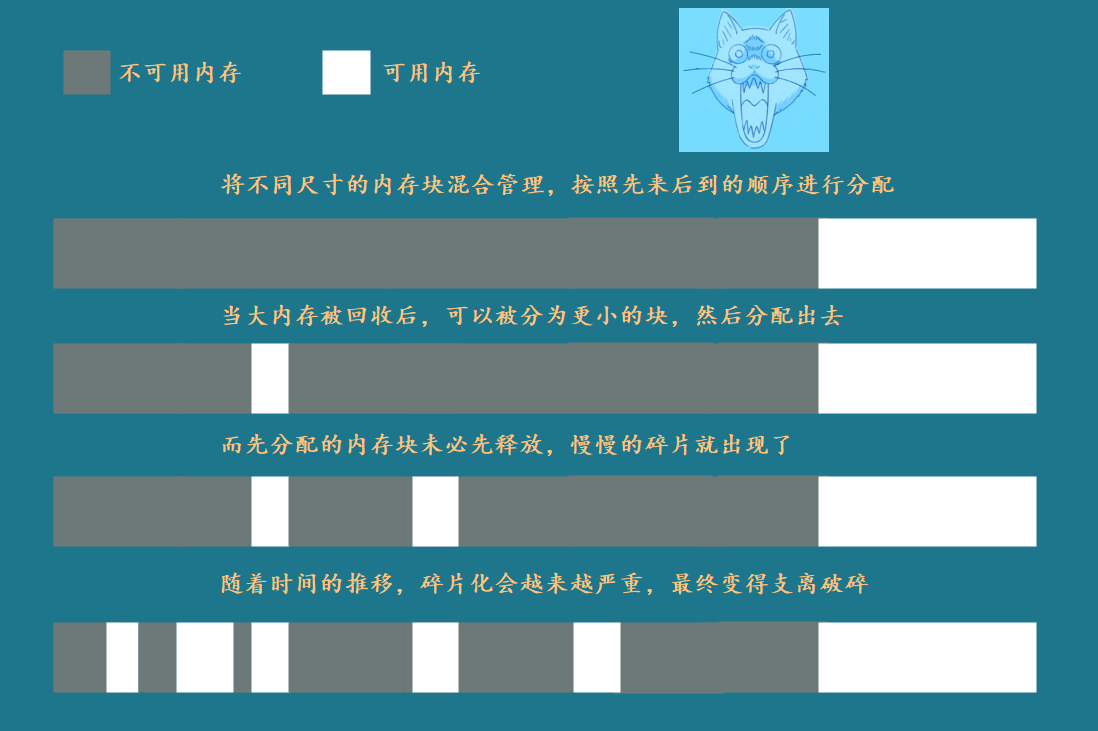 不可用内存
可用内存
将不同尺寸的内存块混合管理，按照先来后到的顺序进行分配
当大内存被回收后，可以被分为更小的块，然后分配出去
而先分配的内存块未必先释放，慢慢的碎片就出现了
随着时间的推移，碎片化会越来越严重，最终变得支离破碎